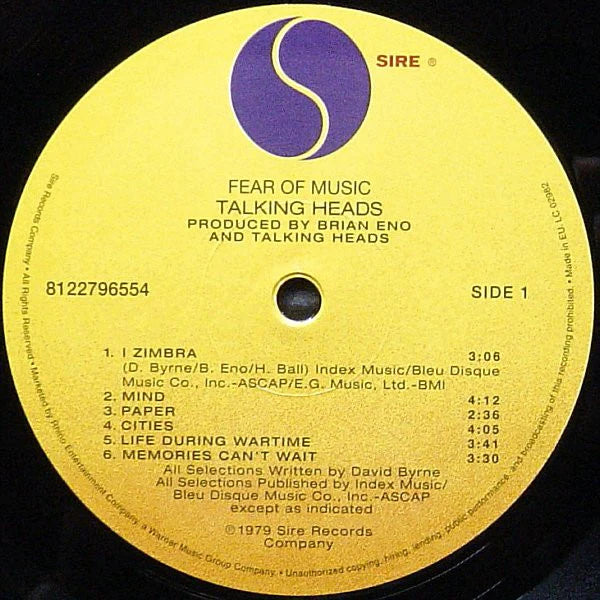 SIRE ®
FEAR OF MUSIC
TALKING HEADS
PRODUCED BY BRIAN ENO
AND TALKING HEADS
8122796554
SIDE 1
1. I ZIMBRA 3:06
(D. Byrne/B. Eno/H. Ball) Index Music/Bleu Disque
Music Co., Inc.-ASCAP/E.G. Music, Ltd.-BMI
2. MIND 4:12
3. PAPER 2:36
4. CITIES 4:05
5. LIFE DURING WARTIME 3:41
6. MEMORIES CAN'T WAIT 3:30
All Selections Written by David Byrne
All Selections Published by Index Music/
Bleu Disque Music Co., Inc.-ASCAP
except as indicated
℗1979 Sire Records
Company
Sire Records Company • All Rights Reserved • Marketed by Rhino Entertainment Company, a Warner Music Group Company • Unauthorized copying, hiring, lending, public performance, and broadcasting of this recording prohibited. • Made in EU. LC 02982